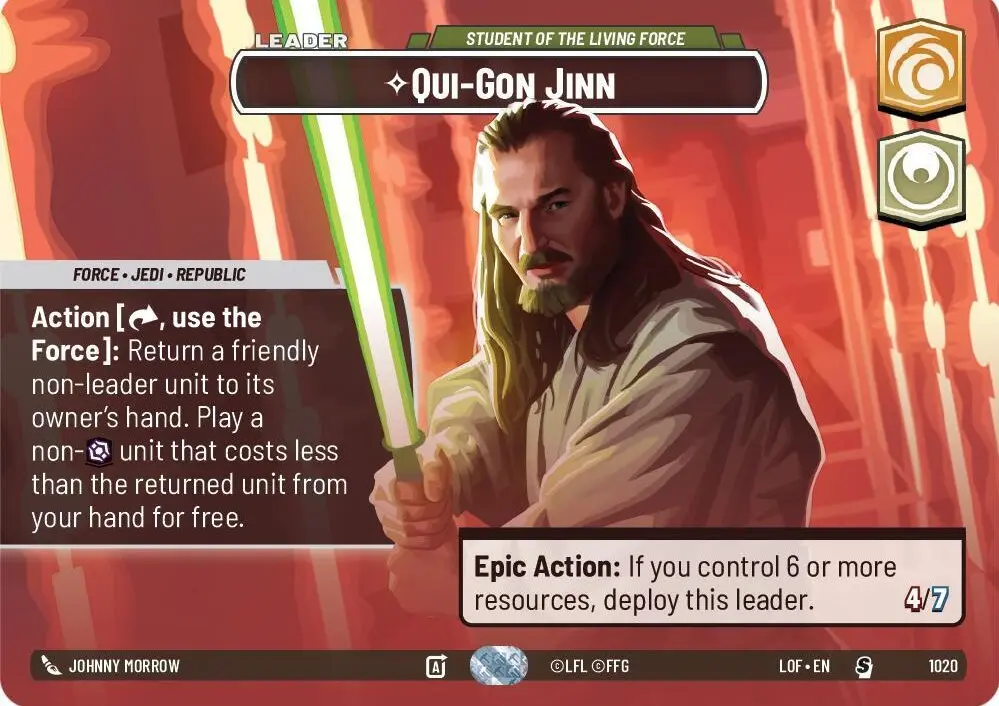 LEADER
STUDENT OF THE LIVING FORCE
QUI-GON JINN
FORCE • JEDI • REPUBLIC
Action [ , use the
Force]: Return a friendly
non-leader unit to its
owner's hand. Play a
non- unit that costs less
than the returned unit from
your hand for free.
Epic Action: If you control 6 or more
resources, deploy this leader.
4/7
JOHNNY MORROW
A
©LFL ©FFG
LOF • EN
S
1020